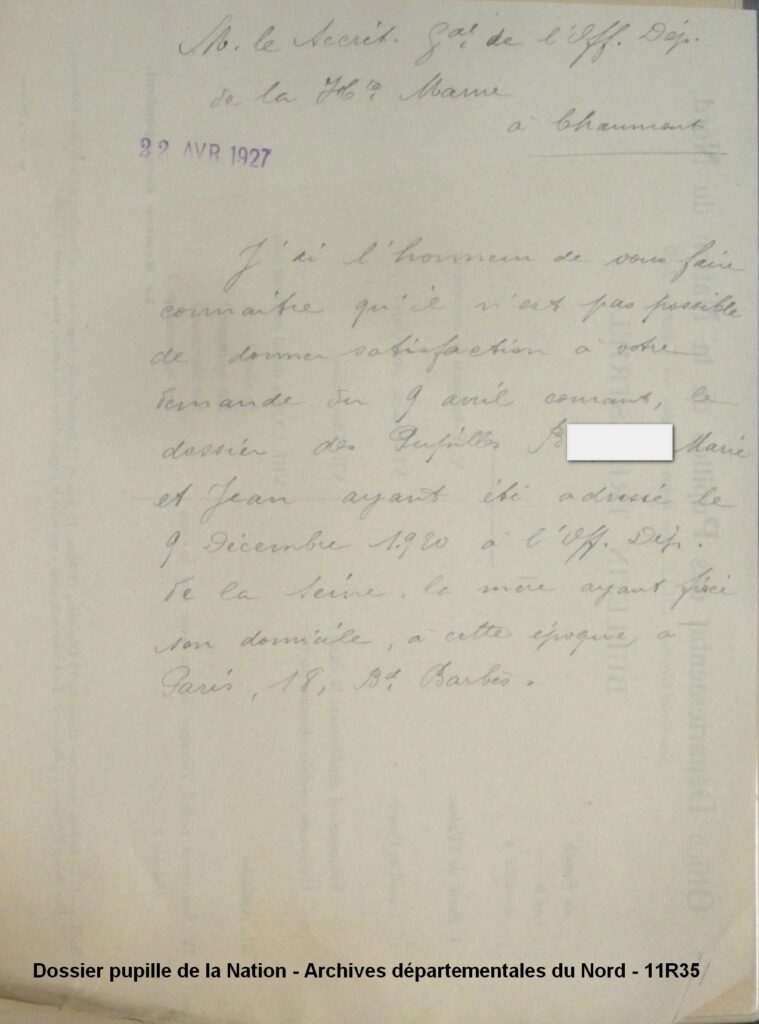 M. le Secrét. Gal de l'Off. Dép.
de la Hte Marne
à Chaumont
22 AVR 1927
J'ai l'honneur de vous faire
connaître qu'il n'est pas possible
de donner satisfaction à votre
demande du 9 avril courant, le
dossier des Pupilles B Marie
et Jean ayant été adressé le
9 Décembre 1920 à l'Off. Dép.
de la Seine, la mère ayant fixé
son domicile, à cette époque à
Paris, 18, Bd Barbès.
Dossier pupille de la Nation - Archives départementales du Nord - 11R35